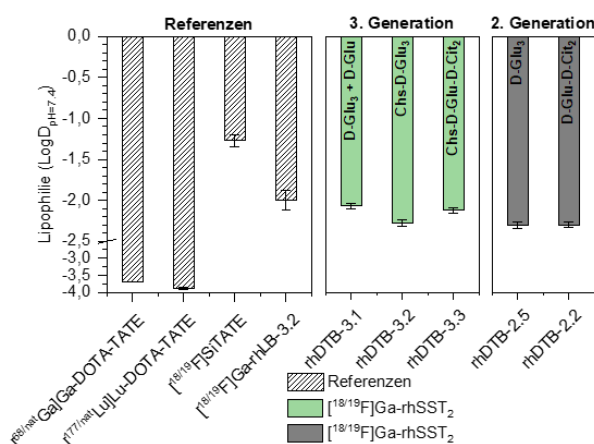 Referenzen
3. Generation
2. Generation
Lipophilie (LogD_pH=7.4)
0,0
-0,5
-1,0
-1,5
-2,0
-2,5
-3,5
-4,0
D-Glu₃ + D-Glu
Chs-D-Glu₃
Chs-D-Glu-D-Cit₂
D-Glu₃
D-Glu-D-Cit₂
[⁶⁸/ⁿᵃᵗGa]Ga-DOTA-TATE
[¹⁷⁷/ⁿᵃᵗLu]Lu-DOTA-TATE
[¹⁸/¹⁹F]SiTATE
[¹⁸/¹⁹F]Ga-rhLB-3.2
rhDTB-3.1
rhDTB-3.2
rhDTB-3.3
rhDTB-2.5
rhDTB-2.2
Referenzen
[¹⁸/¹⁹F]Ga-rhSST₂
[¹⁸/¹⁹F]Ga-rhSST₂